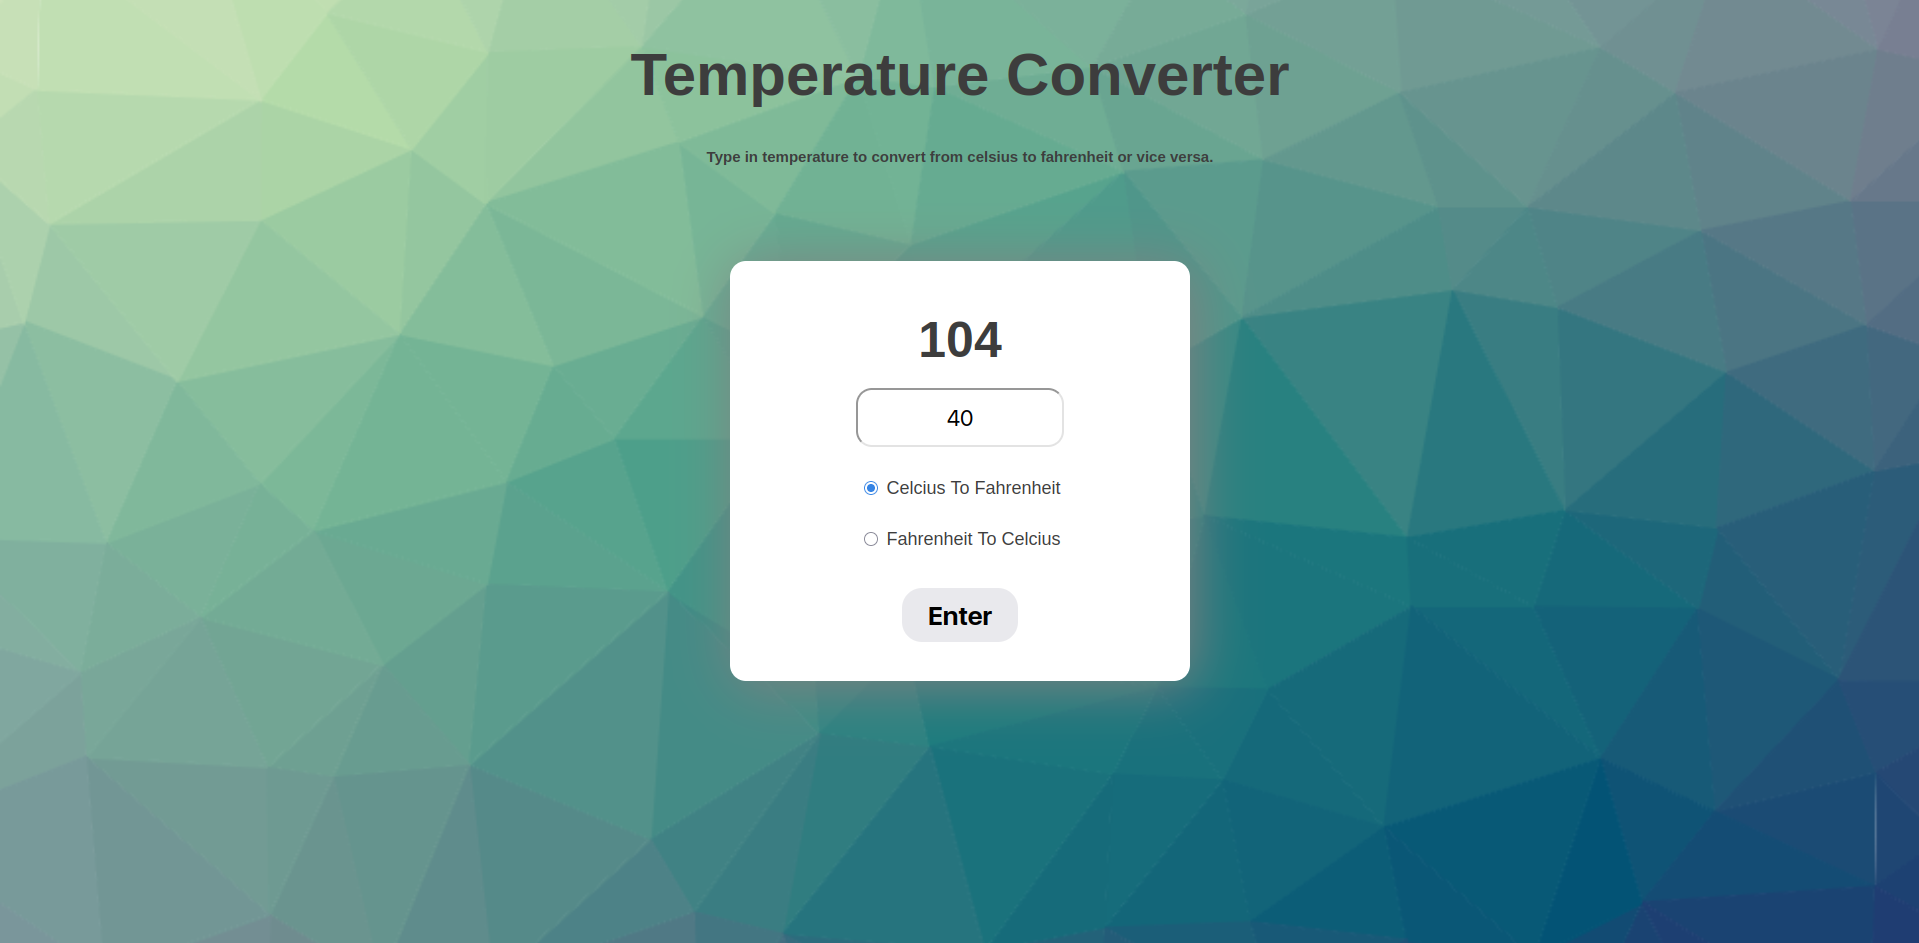 Temperature Converter
Type in temperature to convert from celsius to fahrenheit or vice versa.
104
40
Celcius To Fahrenheit
Fahrenheit To Celcius
Enter